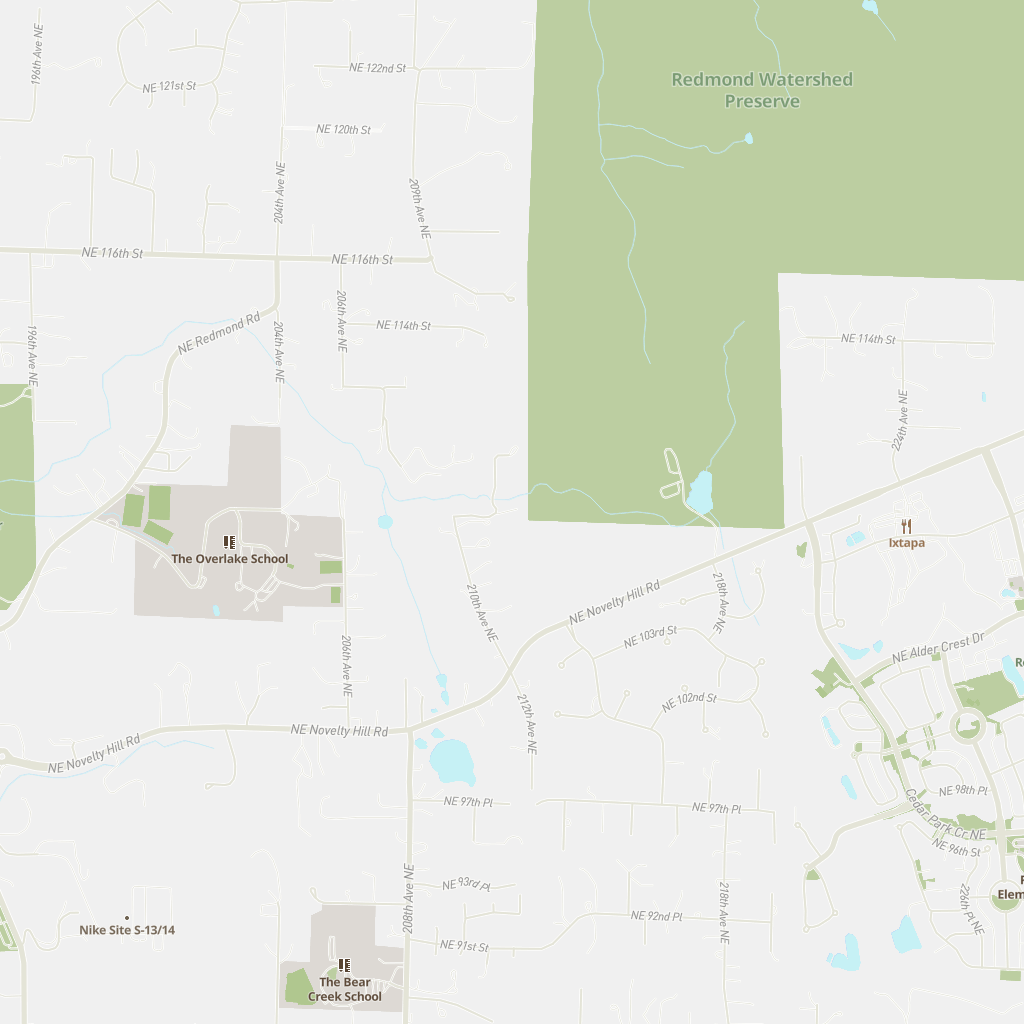 196th Ave NE
NE 122nd St
NE 121st St
Redmond Watershed
Preserve
NE 120th St
204th Ave NE
209th Ave NE
NE 116th St
NE 116th St
NE Redmond Rd
206th Ave NE
NE 114th St
196th Ave NE
204th Ave NE
NE 114th St
224th Ave NE
The Overlake School
Ixtapa
210th Ave NE
NE Novelty Hill Rd
218th Ave NE
NE 103rd St
NE Alder Crest Dr
206th Ave NE
NE 102nd St
212th Ave NE
NE Novelty Hill Rd
NE Novelty Hill Rd
NE 97th Pl
NE 97th Pl
NE 98th Pl
Cedar Park Cr NE
NE 96th St
208th Ave NE
NE 93rd Pl
218th Ave NE
226th Pl NE
Elem
NE 92nd Pl
Nike Site S-13/14
NE 91st St
The Bear
Creek School